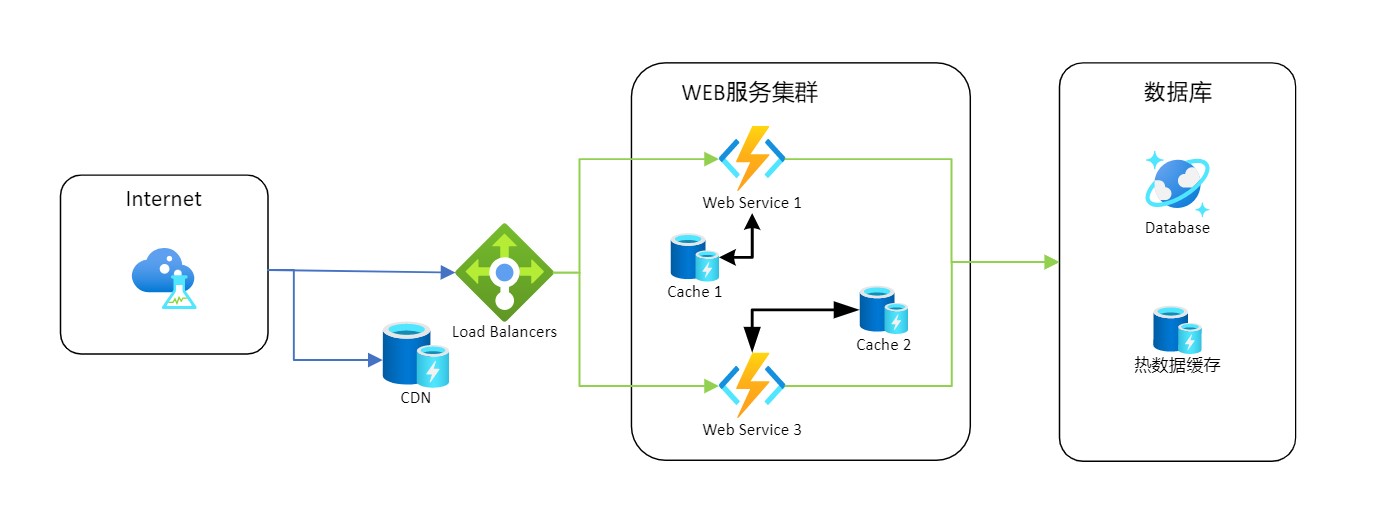 Internet
CDN
Load Balancers
WEB服务集群
Web Service 1
Cache 1
Cache 2
Web Service 3
数据库
Database
热数据缓存